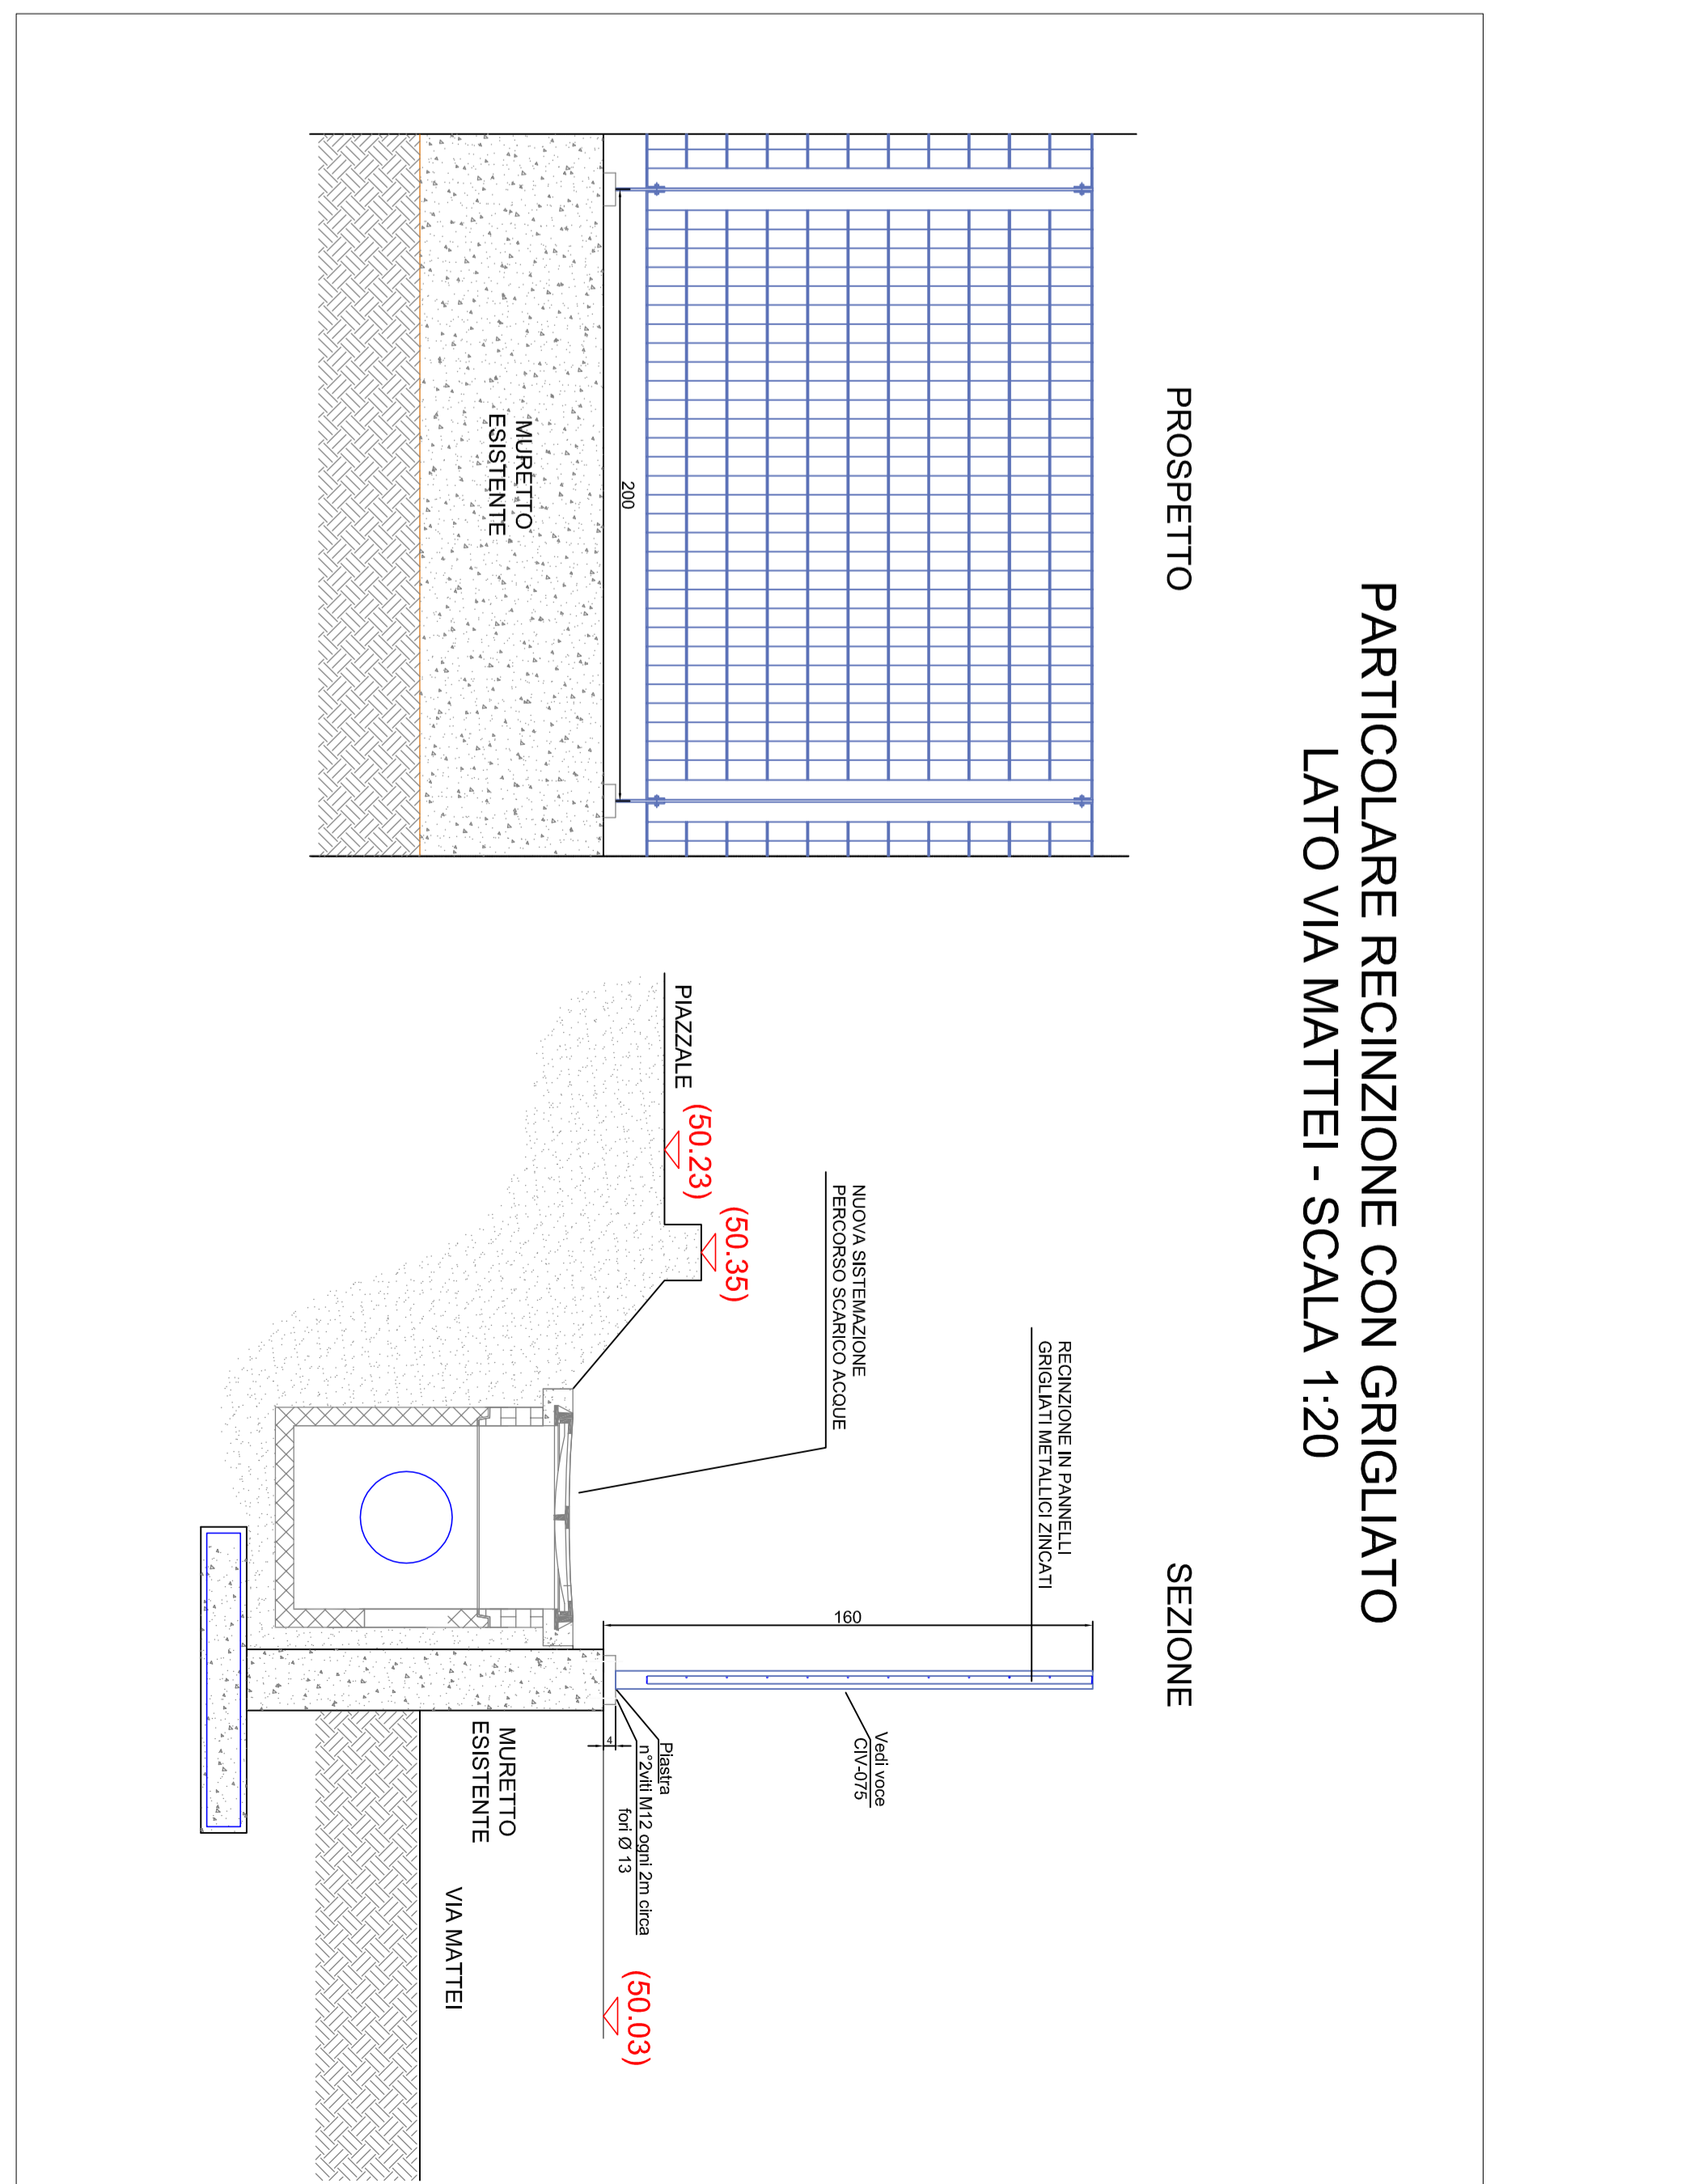 PARTICOLARE RECINZIONE CON GRIGLIATO
LATO VIA MATTEI - SCALA 1:20
PROSPETTO
200
MURETTO
ESISTENTE
SEZIONE
RECINZIONE IN PANNELLI
GRIGLIATI METALLICI ZINCATI
NUOVA SISTEMAZIONE
PERCORSO SCARICO ACQUE
160
(50.35)
(50.23)
PIAZZALE
Vedi voce
CIV-075
Piastra
n°2viti M12 ogni 2m circa
fori Ø 13
4
(50.03)
MURETTO
ESISTENTE
VIA MATTEI